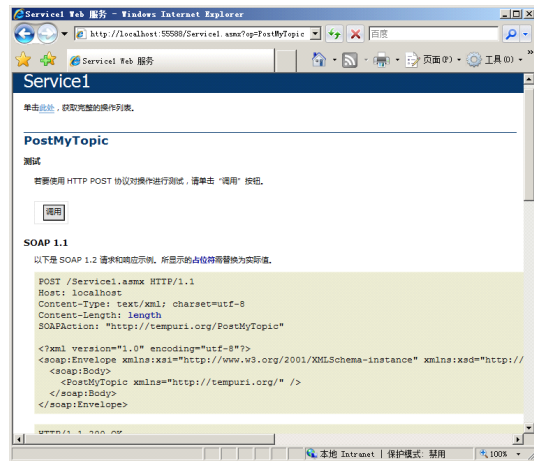 Service1 Web 服务 - Windows Internet Explorer
http://localhost:55588/Service1.asmx?op=PostMyTopic
百度
Service1 Web 服务
页面(P)
工具(O)
»
Service1
单击此处，获取完整的操作列表。
PostMyTopic
测试
若要使用 HTTP POST 协议对操作进行测试，请单击“调用”按钮。
调用
SOAP 1.1
以下是 SOAP 1.2 请求和响应示例。所显示的占位符需替换为实际值。
POST /Service1.asmx HTTP/1.1
Host: localhost
Content-Type: text/xml; charset=utf-8
Content-Length: length
SOAPAction: "http://tempuri.org/PostMyTopic"
<?xml version="1.0" encoding="utf-8"?>
<soap:Envelope xmlns:xsi="http://www.w3.org/2001/XMLSchema-instance" xmlns:xsd="http://
<soap:Body>
<PostMyTopic xmlns="http://tempuri.org/" />
</soap:Body>
</soap:Envelope>
HTTP/1.1 200 OK
本地 Intranet | 保护模式: 禁用
100%